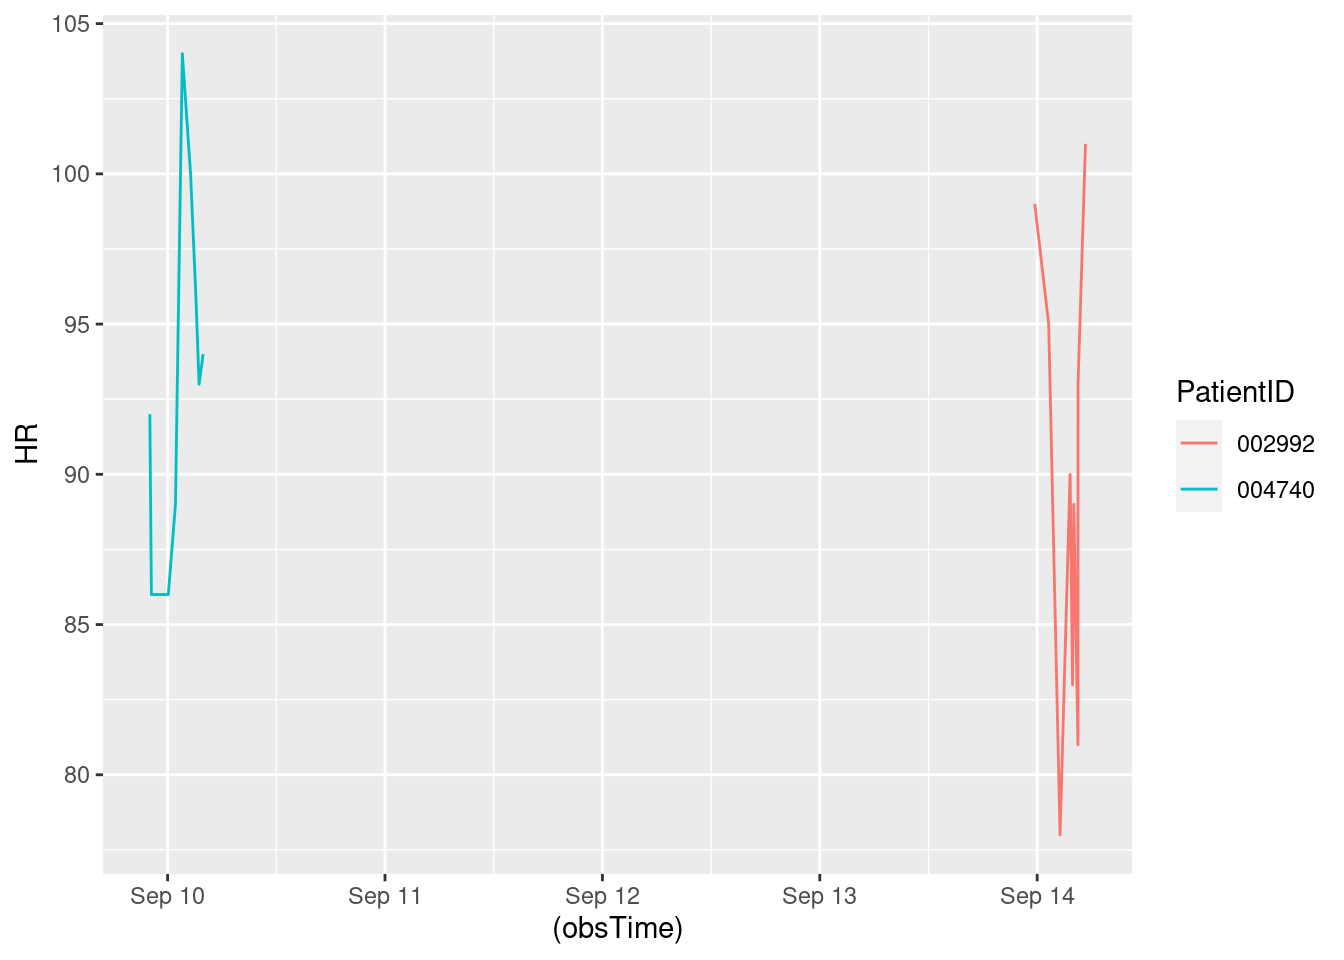 105
100
95
90
85
80
HR
Sep 10
Sep 11
Sep 12
Sep 13
Sep 14
(obsTime)
PatientID
002992
004740